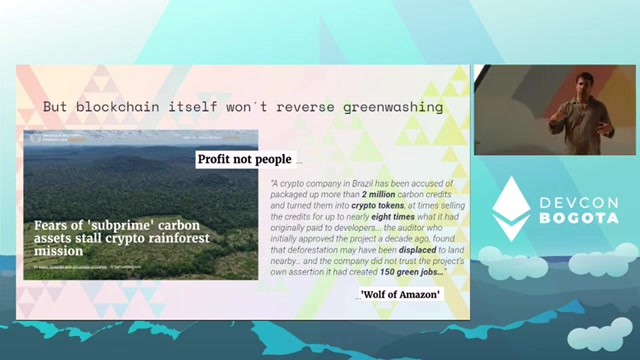 But blockchain itself won´t reverse greenwashing
Profit not people ...
Fears of 'subprime' carbon
assets stall crypto rainforest
mission
"A crypto company in Brazil has been accused of
packaged up more than 2 million carbon credits
and turned them into crypto tokens, at times selling
the credits for up to nearly eight times what it had
originally paid to developers... the auditor who
initially approved the project a decade ago, found
that deforestation may have been displaced to land
nearby... and the company did not trust the project's
own assertion it had created 150 green jobs..."
...'Wolf of Amazon'
DEVCON
BOGOTA